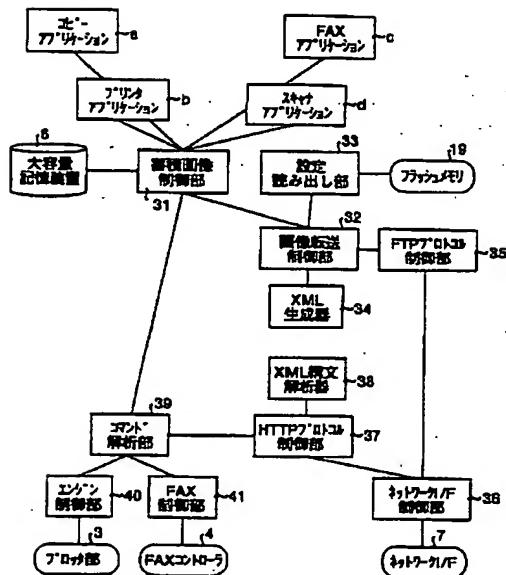 コピー
アプリケーション
a
FAX
アプリケーション
c
プリンタ
アプリケーション
b
スキャナ
アプリケーション
d
6
大容量
記憶装置
蓄積画像
制御部
31
33
設定
読み出し部
19
フラッシュメモリ
32
画像転送
制御部
FTPプロトコル
制御部
35
XML
生成器
34
XML構文
解析器
38
39
コマンド
解析部
HTTPプロトコル
制御部
37
エンジン
制御部
40
FAX
制御部
41
ネットワークI/F
制御部
36
3
プロッタ部
4
FAXコントローラ
7
ネットワークI/F